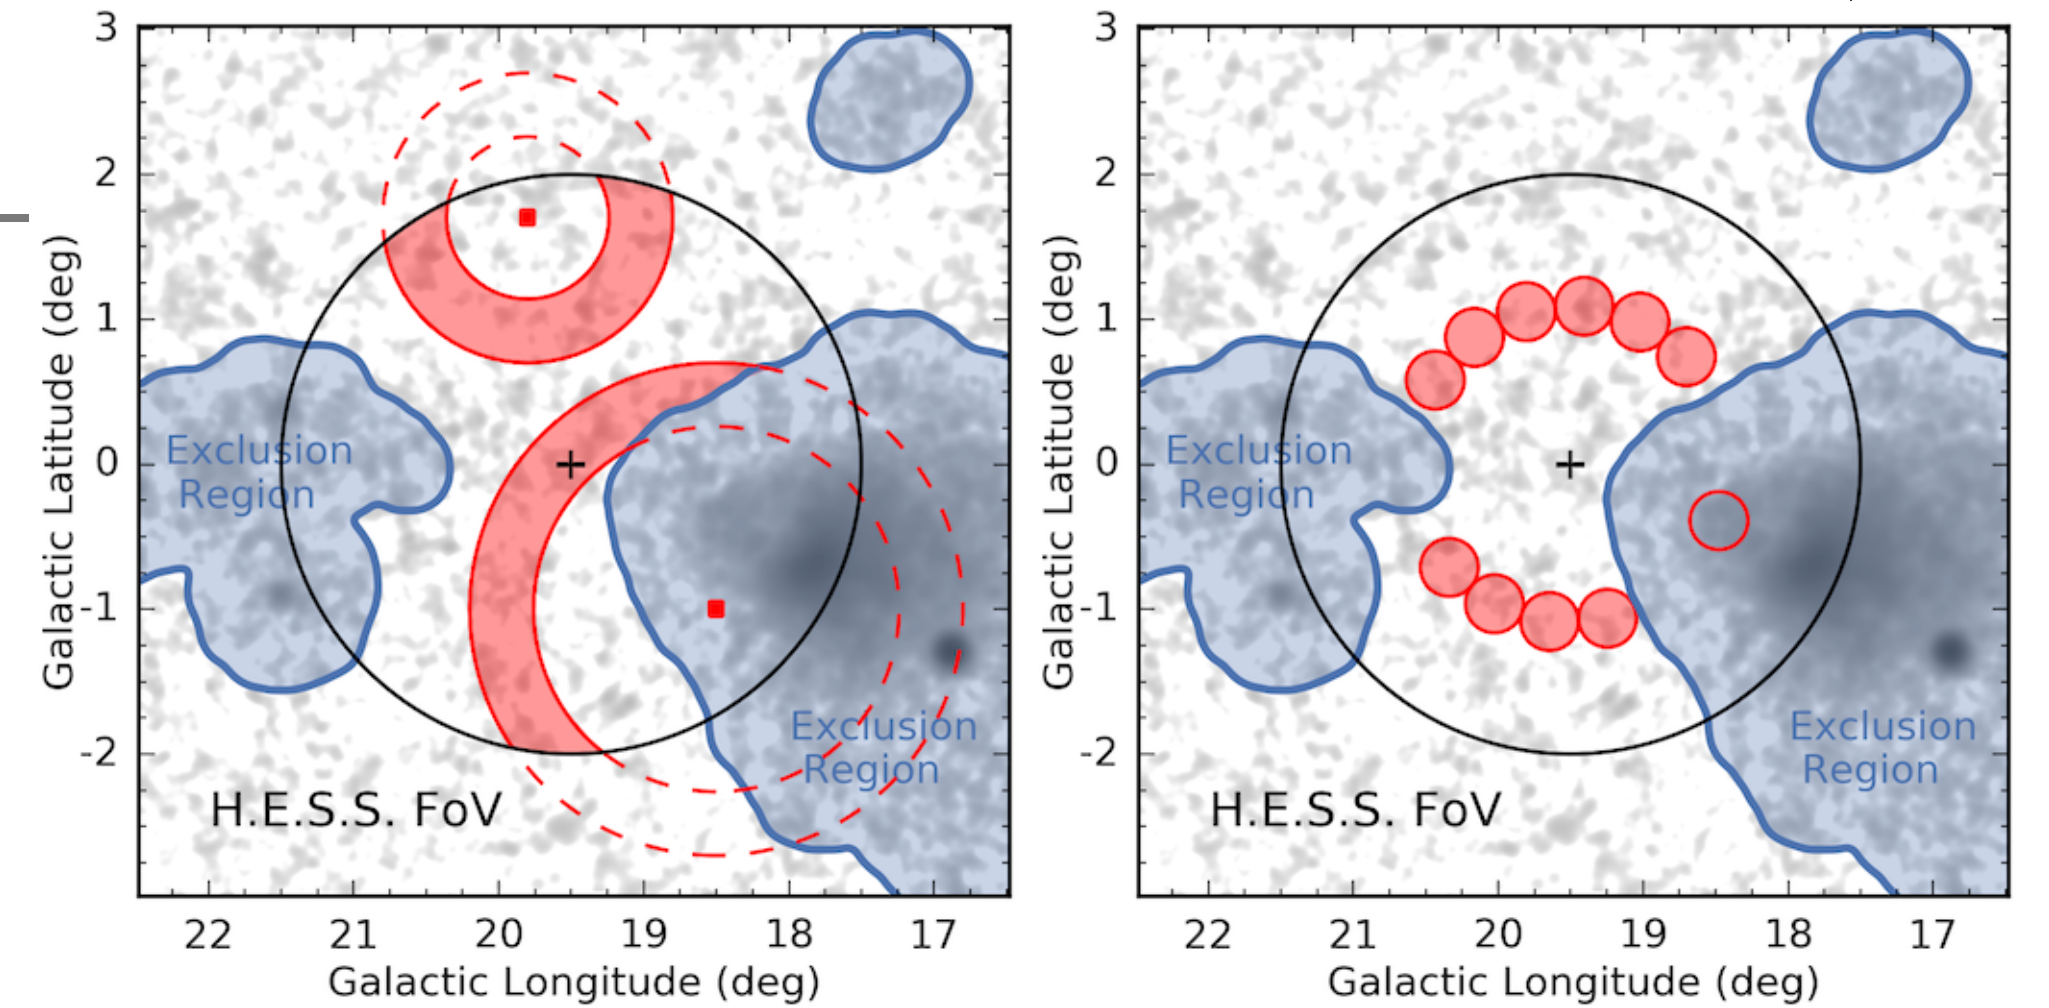 3
2
1
0
-1
-2
Galactic Latitude (deg)
Exclusion
Region
Exclusion
Region
H.E.S.S. FoV
22 21 20 19 18 17
Galactic Longitude (deg)
3
2
1
0
-1
-2
Galactic Latitude (deg)
Exclusion
Region
Exclusion
Region
H.E.S.S. FoV
22 21 20 19 18 17
Galactic Longitude (deg)